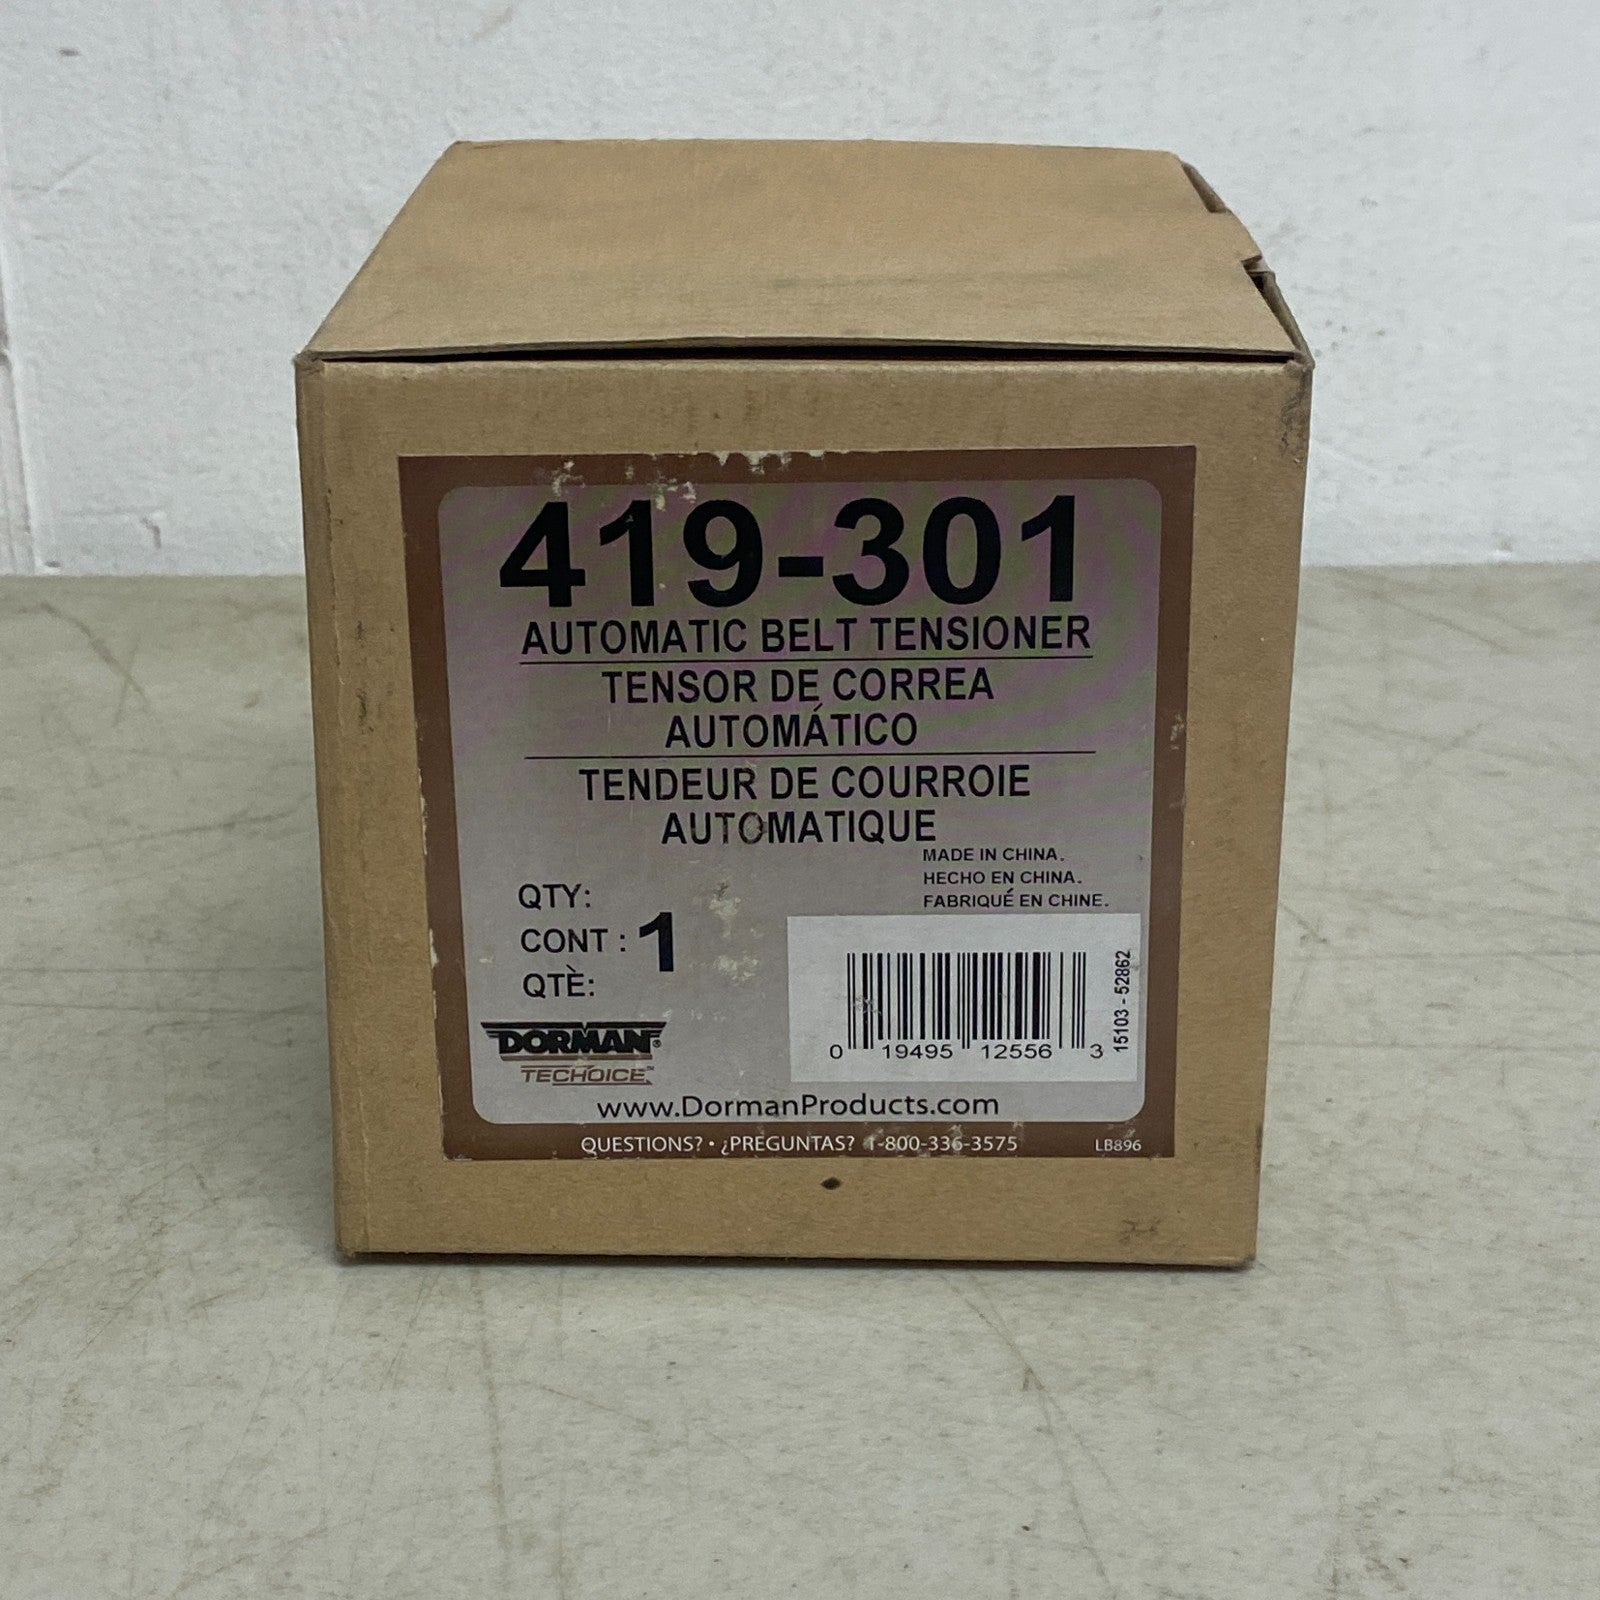 419-301
AUTOMATIC BELT TENSIONER
TENSOR DE CORREA
AUTOMÁTICO
TENDEUR DE COURROIE
AUTOMATIQUE
MADE IN CHINA.
HECHO EN CHINA.
FABRIQUÉ EN CHINE.
QTY:
CONT : 1
QTÈ:
15103 - 52862
0 19495 12556 3
DORMAN®
TECHOICE™
www.DormanProducts.com
QUESTIONS? • ¿PREGUNTAS? 1-800-336-3575
LB896